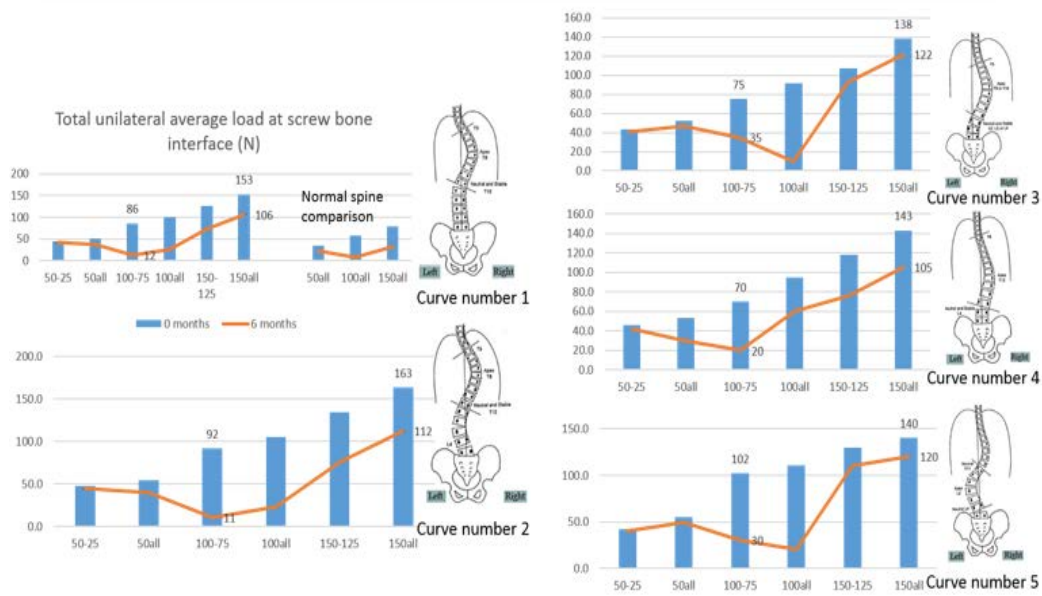 Total unilateral average load at screw bone
interface (N)
200
150
100
50
0
86
12
153
106
50-25
50all
100-75
100all
150-
125
150all
Normal spine
comparison
50all
100all
150all
Left
Right
Curve number 1
0 months
6 months
200.0
150.0
100.0
50.0
0.0
92
11
163
112
50-25
50all
100-75
100all
150-125
150all
Left
Right
Curve number 2
160.0
140.0
120.0
100.0
80.0
60.0
40.0
20.0
0.0
75
35
138
122
50-25
50all
100-75
100all
150-125
150all
Left
Right
Curve number 3
160.0
140.0
120.0
100.0
80.0
60.0
40.0
20.0
0.0
70
20
143
105
50-25
50all
100-75
100all
150-125
150all
Left
Right
Curve number 4
150.0
100.0
50.0
0.0
102
30
140
120
50-25
50all
100-75
100all
150-125
150all
Left
Right
Curve number 5